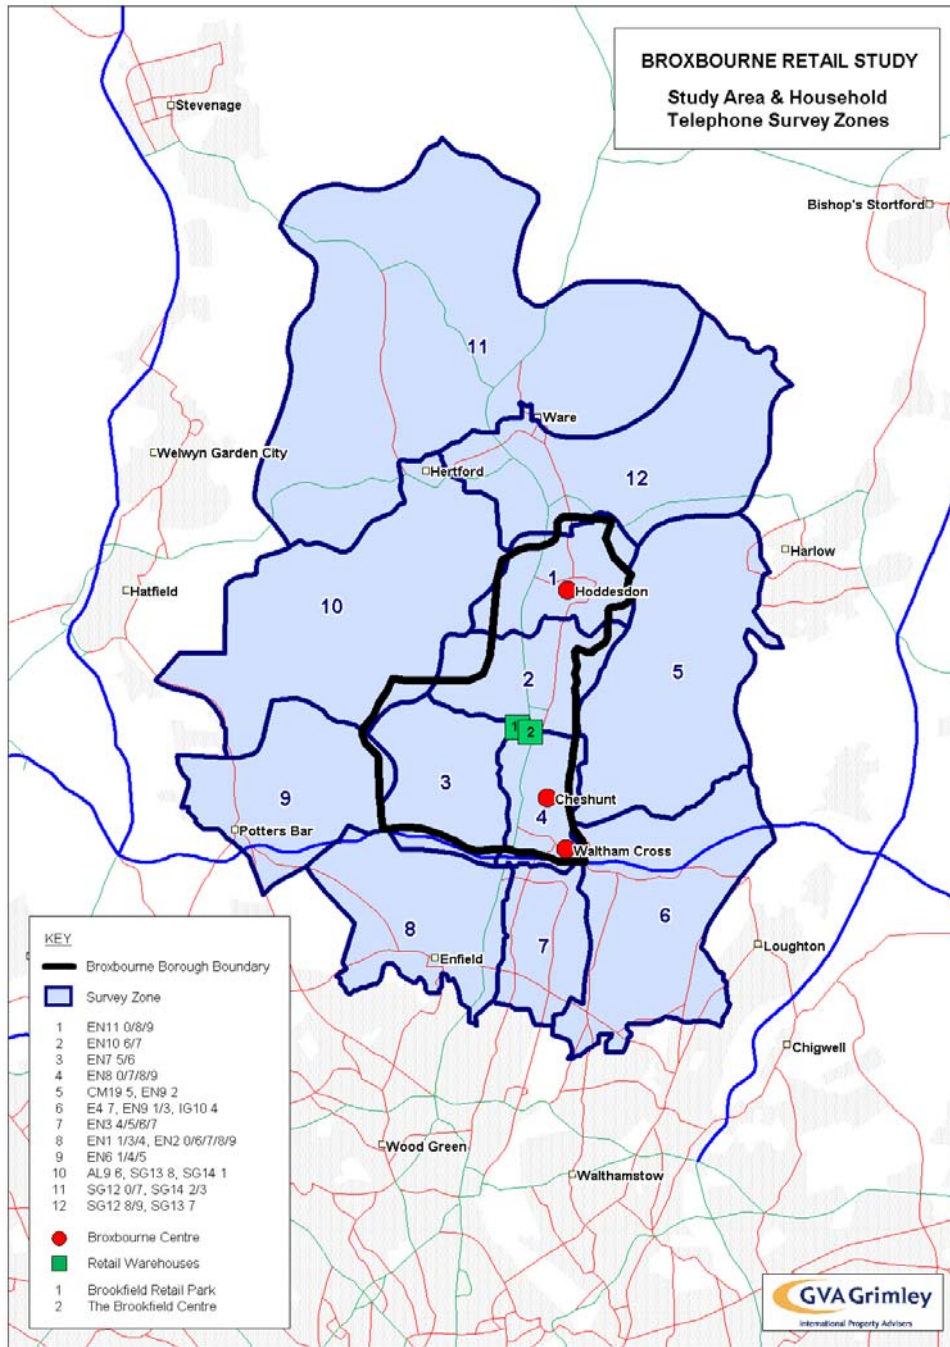 BROXBOURNE RETAIL STUDY
Study Area & Household
Telephone Survey Zones
Stevenage
Bishop's Stortford
11
Ware
Welwyn Garden City
Hertford
12
Harlow
1
Hatfield
Hoddesdon
10
2
5
1
2
3
9
Cheshunt
4
Potters Bar
Waltham Cross
6
8
7
Loughton
Enfield
Chigwell
Wood Green
Walthamstow
KEY
Broxbourne Borough Boundary
Survey Zone
1 EN11 0/8/9
2 EN10 6/7
3 EN7 5/6
4 EN8 0/7/8/9
5 CM19 5, EN9 2
6 E4 7, EN9 1/3, IG10 4
7 EN3 4/5/6/7
8 EN1 1/3/4, EN2 0/6/7/8/9
9 EN6 1/4/5
10 AL9 6, SG13 8, SG14 1
11 SG12 0/7, SG14 2/3
12 SG12 8/9, SG13 7
Broxbourne Centre
Retail Warehouses
1 Brookfield Retail Park
2 The Brookfield Centre
GVA Grimley
International Property Advisers